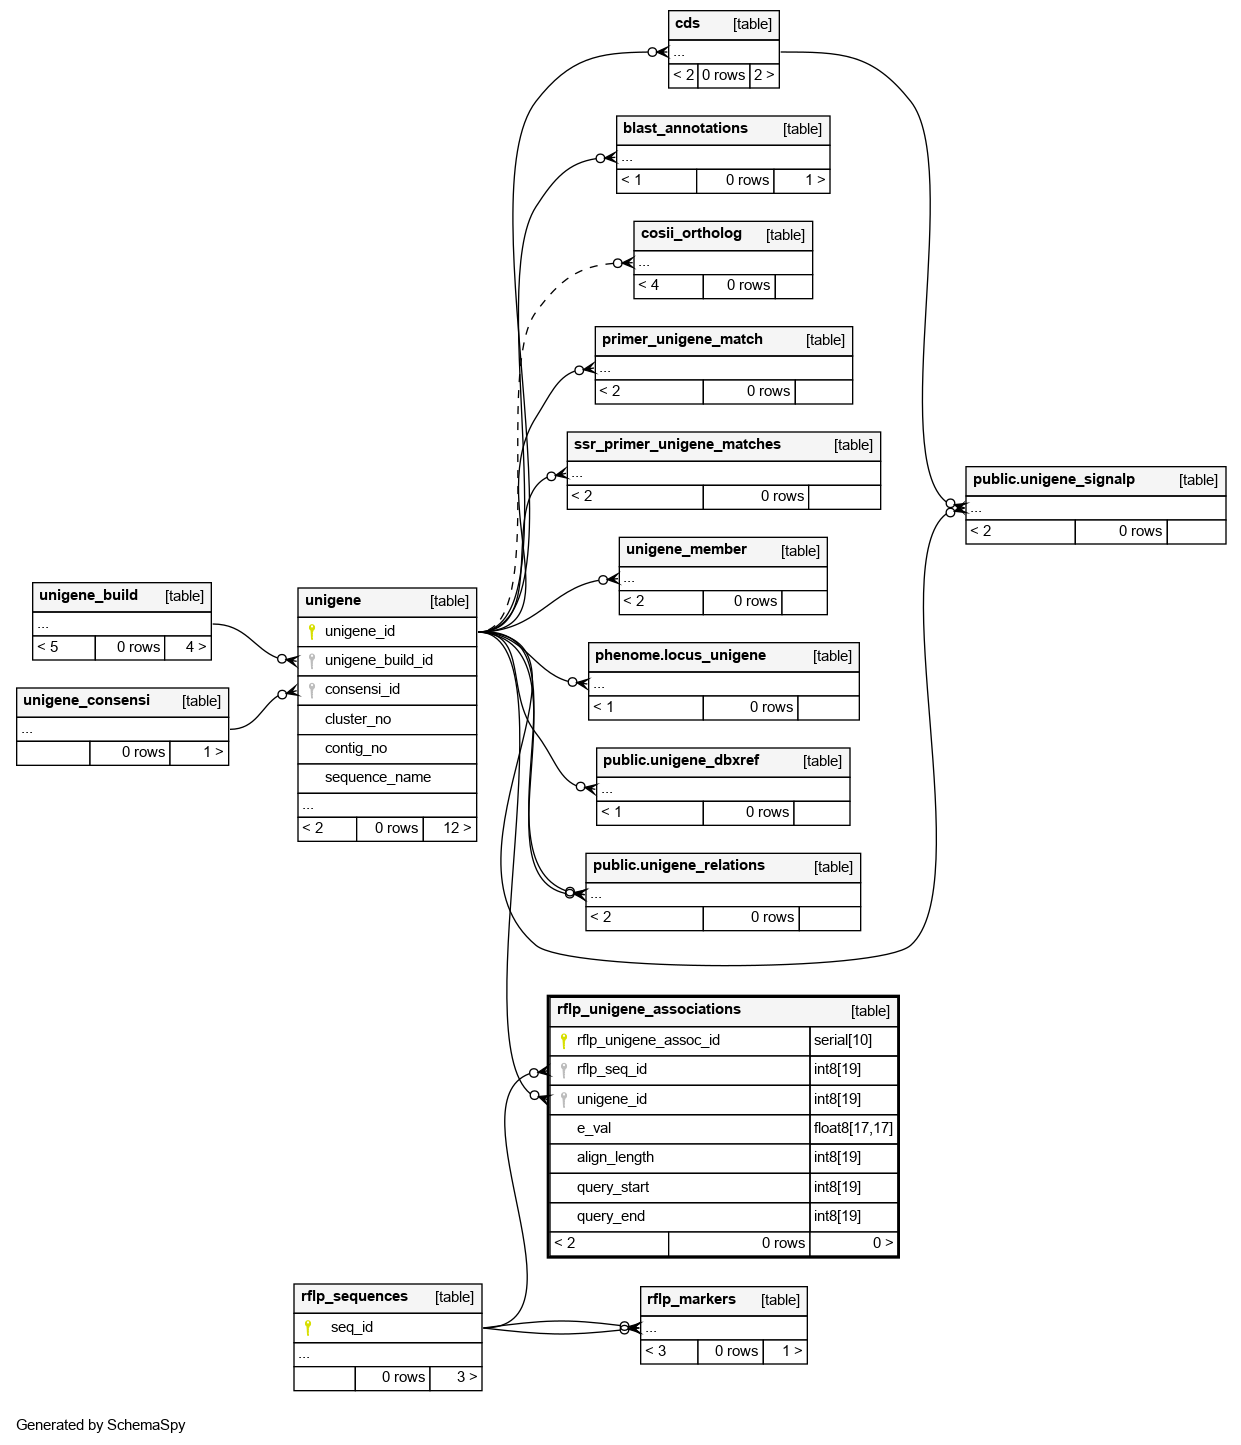 cds [table]
...
< 2 0 rows 2 >
blast_annotations [table]
...
< 1 0 rows 1 >
cosii_ortholog [table]
...
< 4 0 rows
primer_unigene_match [table]
...
< 2 0 rows
ssr_primer_unigene_matches [table]
...
< 2 0 rows
public.unigene_signalp [table]
...
< 2 0 rows
unigene_member [table]
...
< 2 0 rows
unigene_build [table]
...
< 5 0 rows 4 >
unigene_consensi [table]
...
0 rows 1 >
unigene [table]
unigene_id
unigene_build_id
consensi_id
cluster_no
contig_no
sequence_name
...
< 2 0 rows 12 >
phenome.locus_unigene [table]
...
< 1 0 rows
public.unigene_dbxref [table]
...
< 1 0 rows
public.unigene_relations [table]
...
< 2 0 rows
rflp_unigene_associations [table]
rflp_unigene_assoc_id serial[10]
rflp_seq_id int8[19]
unigene_id int8[19]
e_val float8[17,17]
align_length int8[19]
query_start int8[19]
query_end int8[19]
< 2 0 rows 0 >
rflp_sequences [table]
seq_id
...
0 rows 3 >
rflp_markers [table]
...
< 3 0 rows 1 >
Generated by SchemaSpy